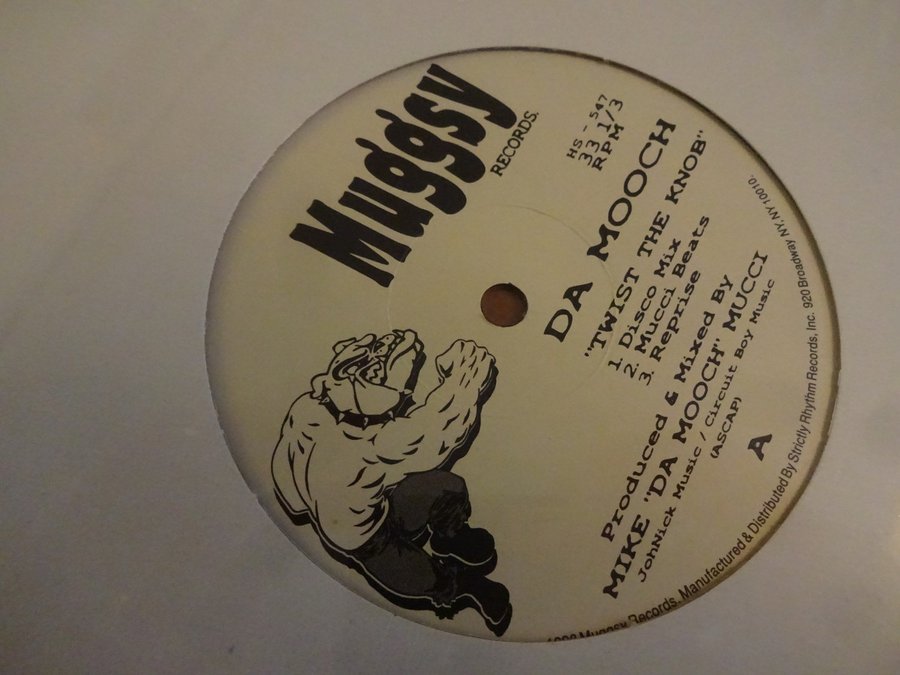 Muggsy
RECORDS.
HS - 547
33 1/3
RPM
DA MOOCH
"TWIST THE KNOB"
1. Disco Mix
2. Mucci Beats
3. Reprise
Produced & Mixed By
MIKE "DA MOOCH" MUCCI
JohNick Music / Circuit Boy Music
(ASCAP)
A
Muggsy Records. Manufactured & Distributed By Strictly Rhythm Records, Inc. 920 Broadway NY, NY 10010.